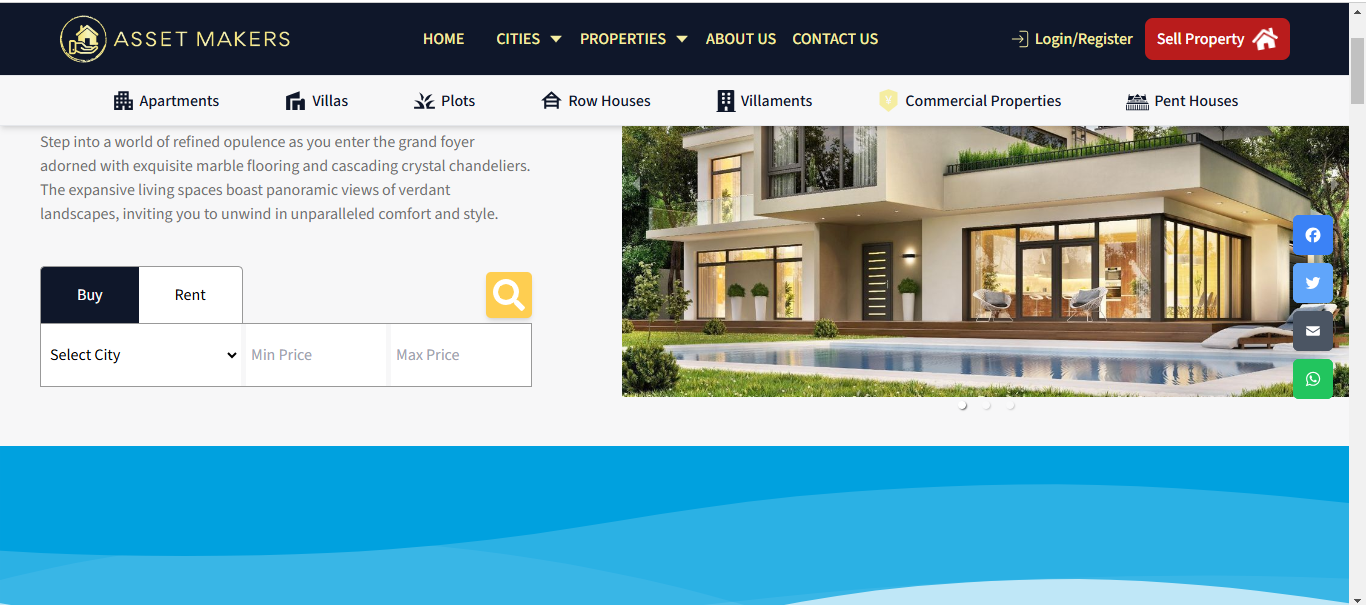 ASSET MAKERS
HOME
CITIES
PROPERTIES
ABOUT US
CONTACT US
Login/Register
Sell Property
Apartments
Villas
Plots
Row Houses
Villaments
Commercial Properties
Pent Houses
Step into a world of refined opulence as you enter the grand foyer
adorned with exquisite marble flooring and cascading crystal chandeliers.
The expansive living spaces boast panoramic views of verdant
landscapes, inviting you to unwind in unparalleled comfort and style.
Buy
Rent
Select City
Min Price
Max Price